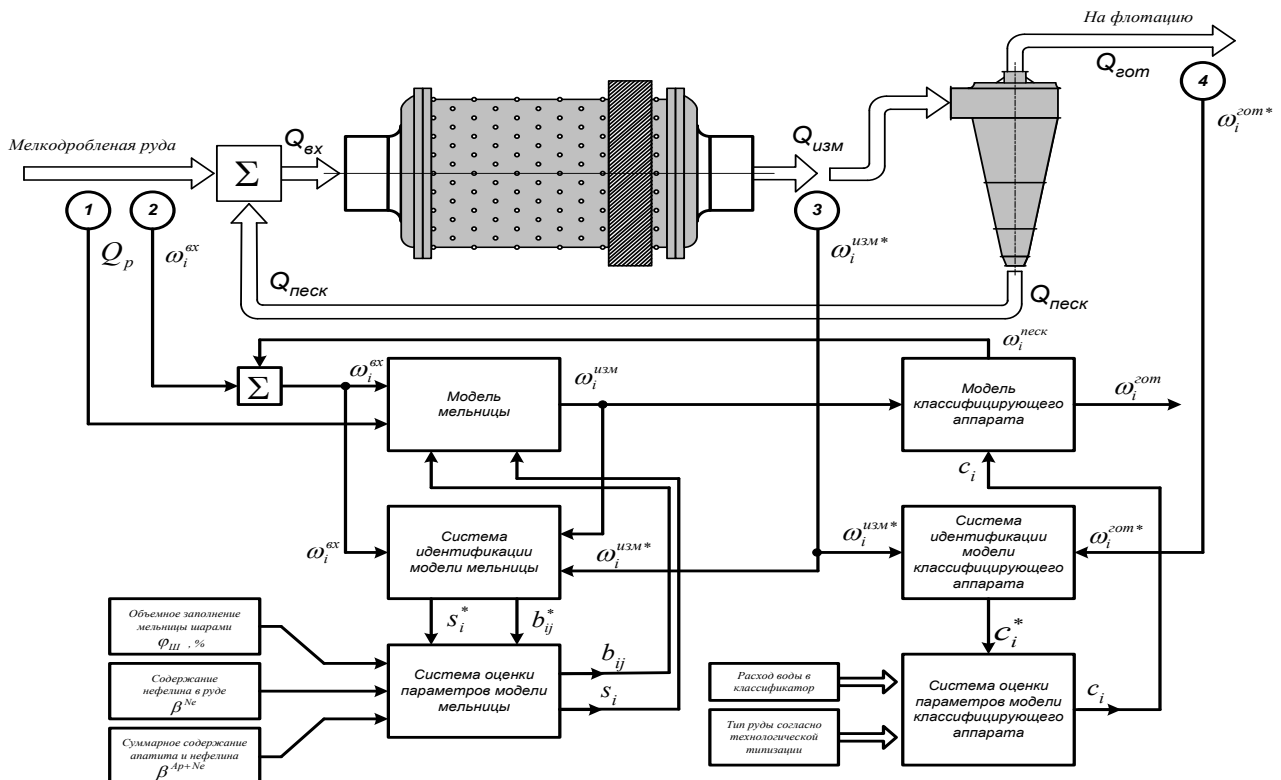 На флотацию
Q_гот
4
ω_i^гот*
Мелкодробленая руда
Q_вх
Q_изм
Σ
1
2
3
Q_р
ω_i^вх
ω_i^изм*
Q_песк
Q_песк
ω_i^песк
Σ
ω_i^вх
Модель
мельницы
ω_i^изм
Модель
классифицирующего
аппарата
ω_i^гот
c_i
ω_i^вх
Система
идентификации
модели мельницы
ω_i^изм*
ω_i^изм*
Система
идентификации
модели
классифицирующего
аппарата
ω_i^гот*
s_i^*
b_ij^*
c_i^*
Объемное заполнение
мельницы шарами
φ_Ш , %
Содержание
нефелина в руде
β^Ne
Суммарное содержание
апатита и нефелина
β^Ap+Ne
Система оценки
параметров модели
мельницы
b_ij
s_i
Расход воды в
классификатор
Тип руды согласно
технологической
типизации
Система оценки
параметров модели
классифицирующего
аппарата
c_i